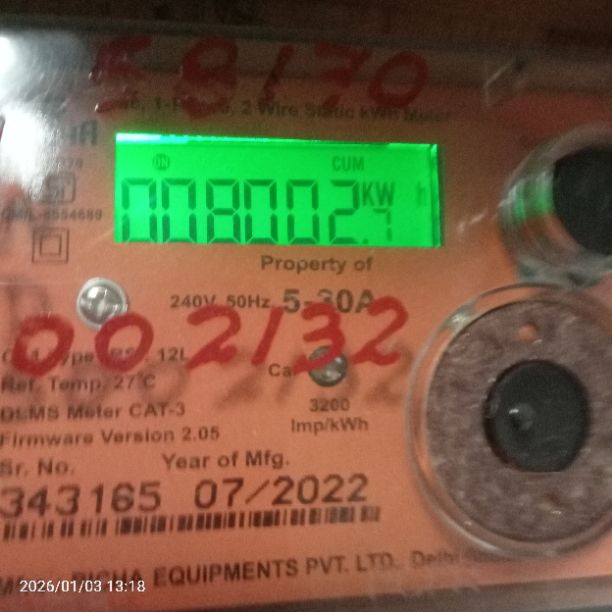 58170
2 Wire Static kWh Meter
CUM
008002.7 KW h
Property of
240V, 50Hz, 5-30A
002132
Ref. Temp. 27°C
DLMS Meter CAT-3
3200
Imp/kWh
Firmware Version 2.05
Sr. No. Year of Mfg.
343165 07/2022
EQUIPMENTS PVT. LTD.
2026/01/03 13:18